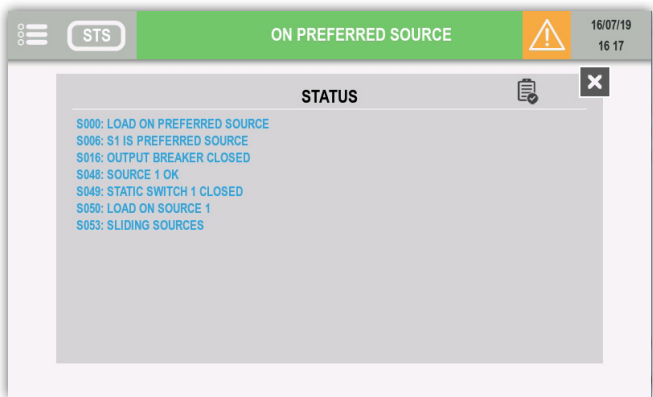 STS
ON PREFERRED SOURCE
16/07/19
16 17
STATUS
S000: LOAD ON PREFERRED SOURCE
S006: S1 IS PREFERRED SOURCE
S016: OUTPUT BREAKER CLOSED
S048: SOURCE 1 OK
S049: STATIC SWITCH 1 CLOSED
S050: LOAD ON SOURCE 1
S053: SLIDING SOURCES